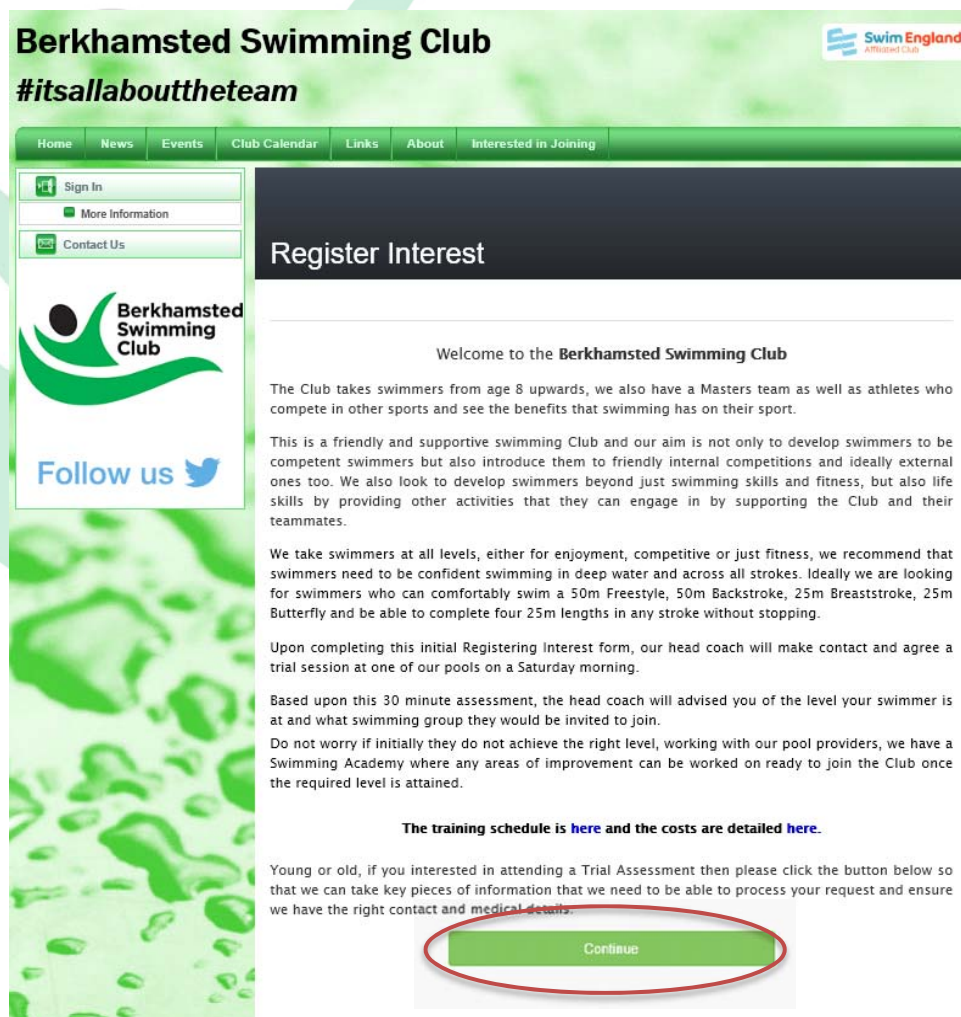 Berkhamsted Swimming Club
Swim England
Affiliated Club
#itsallabouttheteam
Home News Events Club Calendar Links About Interested in Joining
Sign In
More Information
Contact Us
Register Interest
Berkhamsted
Swimming
Club
Follow us
Welcome to the Berkhamsted Swimming Club
The Club takes swimmers from age 8 upwards, we also have a Masters team as well as athletes who
compete in other sports and see the benefits that swimming has on their sport.
This is a friendly and supportive swimming Club and our aim is not only to develop swimmers to be
competent swimmers but also introduce them to friendly internal competitions and ideally external
ones too. We also look to develop swimmers beyond just swimming skills and fitness, but also life
skills by providing other activities that they can engage in by supporting the Club and their
teammates.
We take swimmers at all levels, either for enjoyment, competitive or just fitness, we recommend that
swimmers need to be confident swimming in deep water and across all strokes. Ideally we are looking
for swimmers who can comfortably swim a 50m Freestyle, 50m Backstroke, 25m Breaststroke, 25m
Butterfly and be able to complete four 25m lengths in any stroke without stopping.
Upon completing this initial Registering Interest form, our head coach will make contact and agree a
trial session at one of our pools on a Saturday morning.
Based upon this 30 minute assessment, the head coach will advised you of the level your swimmer is
at and what swimming group they would be invited to join.
Do not worry if initially they do not achieve the right level, working with our pool providers, we have a
Swimming Academy where any areas of improvement can be worked on ready to join the Club once
the required level is attained.
The training schedule is here and the costs are detailed here.
Young or old, if you interested in attending a Trial Assessment then please click the button below so
that we can take key pieces of information that we need to be able to process your request and ensure
we have the right contact and medical details.
Continue